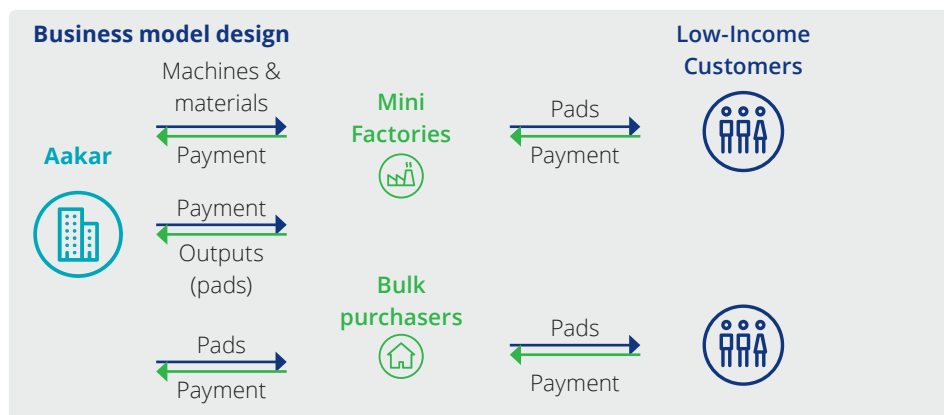 Business model design
Low-Income
Customers
Machines &
materials
Mini
Factories
Pads
Payment
Payment
Aakar
Payment
Outputs
(pads)
Bulk
purchasers
Pads
Pads
Payment
Payment